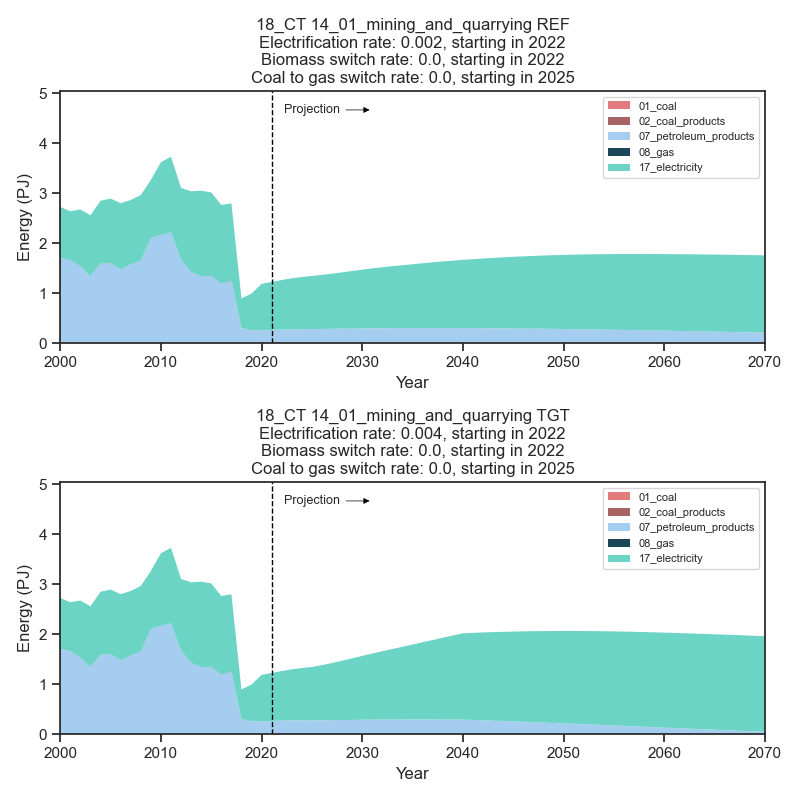 18_CT 14_01_mining_and_quarrying REF
Electrification rate: 0.002, starting in 2022
Biomass switch rate: 0.0, starting in 2022
Coal to gas switch rate: 0.0, starting in 2025
Projection
01_coal
02_coal_products
07_petroleum_products
08_gas
17_electricity
Energy (PJ)
5
4
3
2
1
0
2000 2010 2020 2030 2040 2050 2060 2070
Year
18_CT 14_01_mining_and_quarrying TGT
Electrification rate: 0.004, starting in 2022
Biomass switch rate: 0.0, starting in 2022
Coal to gas switch rate: 0.0, starting in 2025
Projection
01_coal
02_coal_products
07_petroleum_products
08_gas
17_electricity
Energy (PJ)
5
4
3
2
1
0
2000 2010 2020 2030 2040 2050 2060 2070
Year